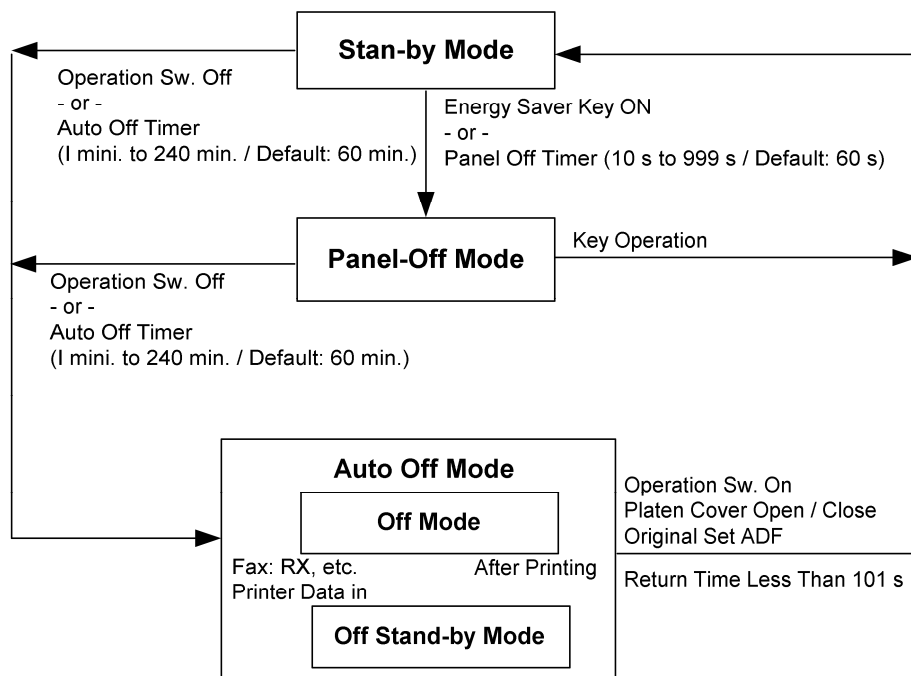 Stan-by Mode
Operation Sw. Off
- or -
Auto Off Timer
(I mini. to 240 min. / Default: 60 min.)
Energy Saver Key ON
- or -
Panel Off Timer (10 s to 999 s / Default: 60 s)
Panel-Off Mode
Key Operation
Operation Sw. Off
- or -
Auto Off Timer
(I mini. to 240 min. / Default: 60 min.)
Auto Off Mode
Off Mode
Operation Sw. On
Platen Cover Open / Close
Original Set ADF
Fax: RX, etc.
Printer Data in
After Printing
Return Time Less Than 101 s
Off Stand-by Mode